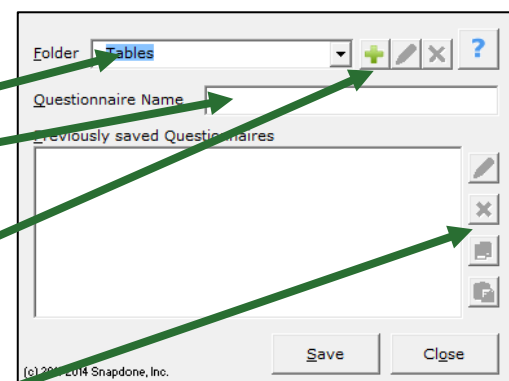 Folder Tables ?
Questionnaire Name
Previously saved Questionnaires
Save Close
(c) 2014 Snapdone, Inc.